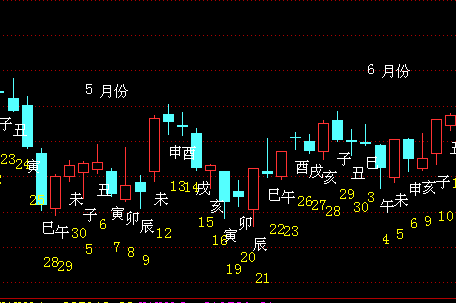 6 月份
5 月份
子 丑 寅
23 24 25
巳 午 未 子 丑 寅 卯 辰 未
28 29 30 5 6 7 8 9 12
申 酉 戌 亥 寅 卯 辰
13 14 15 16 19 20 21
巳 午 酉 戌 亥 子 丑 巳
22 23 26 27 28 29 30 3
午 未 申 亥 子
4 5 6 9 10